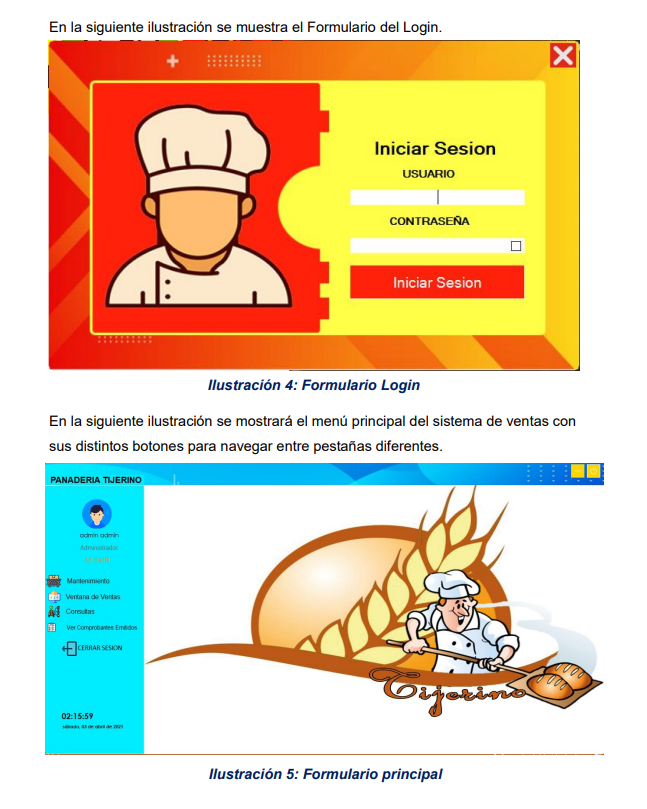 En la siguiente ilustración se muestra el Formulario del Login.
Iniciar Sesion
USUARIO
CONTRASEÑA
Iniciar Sesion
Ilustración 4: Formulario Login
En la siguiente ilustración se mostrará el menú principal del sistema de ventas con
sus distintos botones para navegar entre pestañas diferentes.
PANADERIA TIJERINO
admin admin
Administrador
Mantenimiento
Ventana de Ventas
Consultas
Ver Comprobantes Emitidos
CERRAR SESION
Tijerino
02:15:59
sábado, 03 de abril de 2021
Ilustración 5: Formulario principal